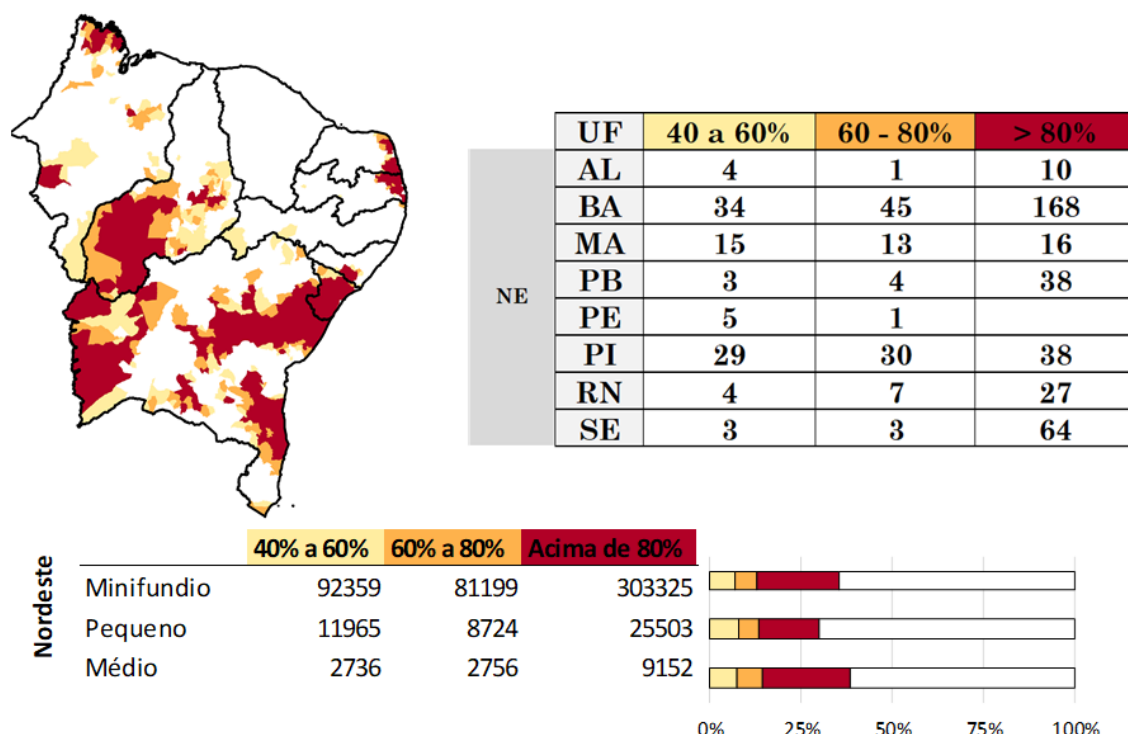 UF 40 a 60% 60 - 80% > 80%
AL 4 1 10
BA 34 45 168
MA 15 13 16
PB 3 4 38
NE
PE 5 1
PI 29 30 38
RN 4 7 27
SE 3 3 64
Nordeste
40% a 60% 60% a 80% Acima de 80%
Minifundio 92359 81199 303325
Pequeno 11965 8724 25503
Médio 2736 2756 9152
0% 25% 50% 75% 100%